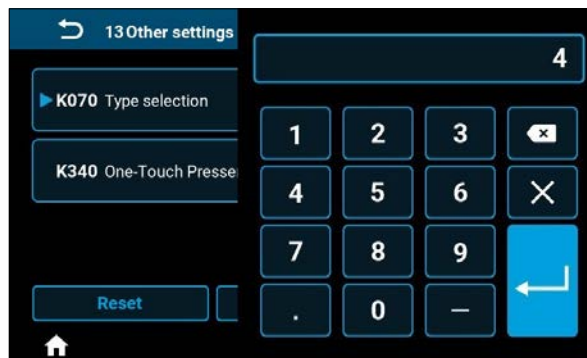 13 Other settings
4
K070 Type selection
K340 One-Touch Presse
1 2 3
4 5 6
7 8 9
. 0 —
Reset